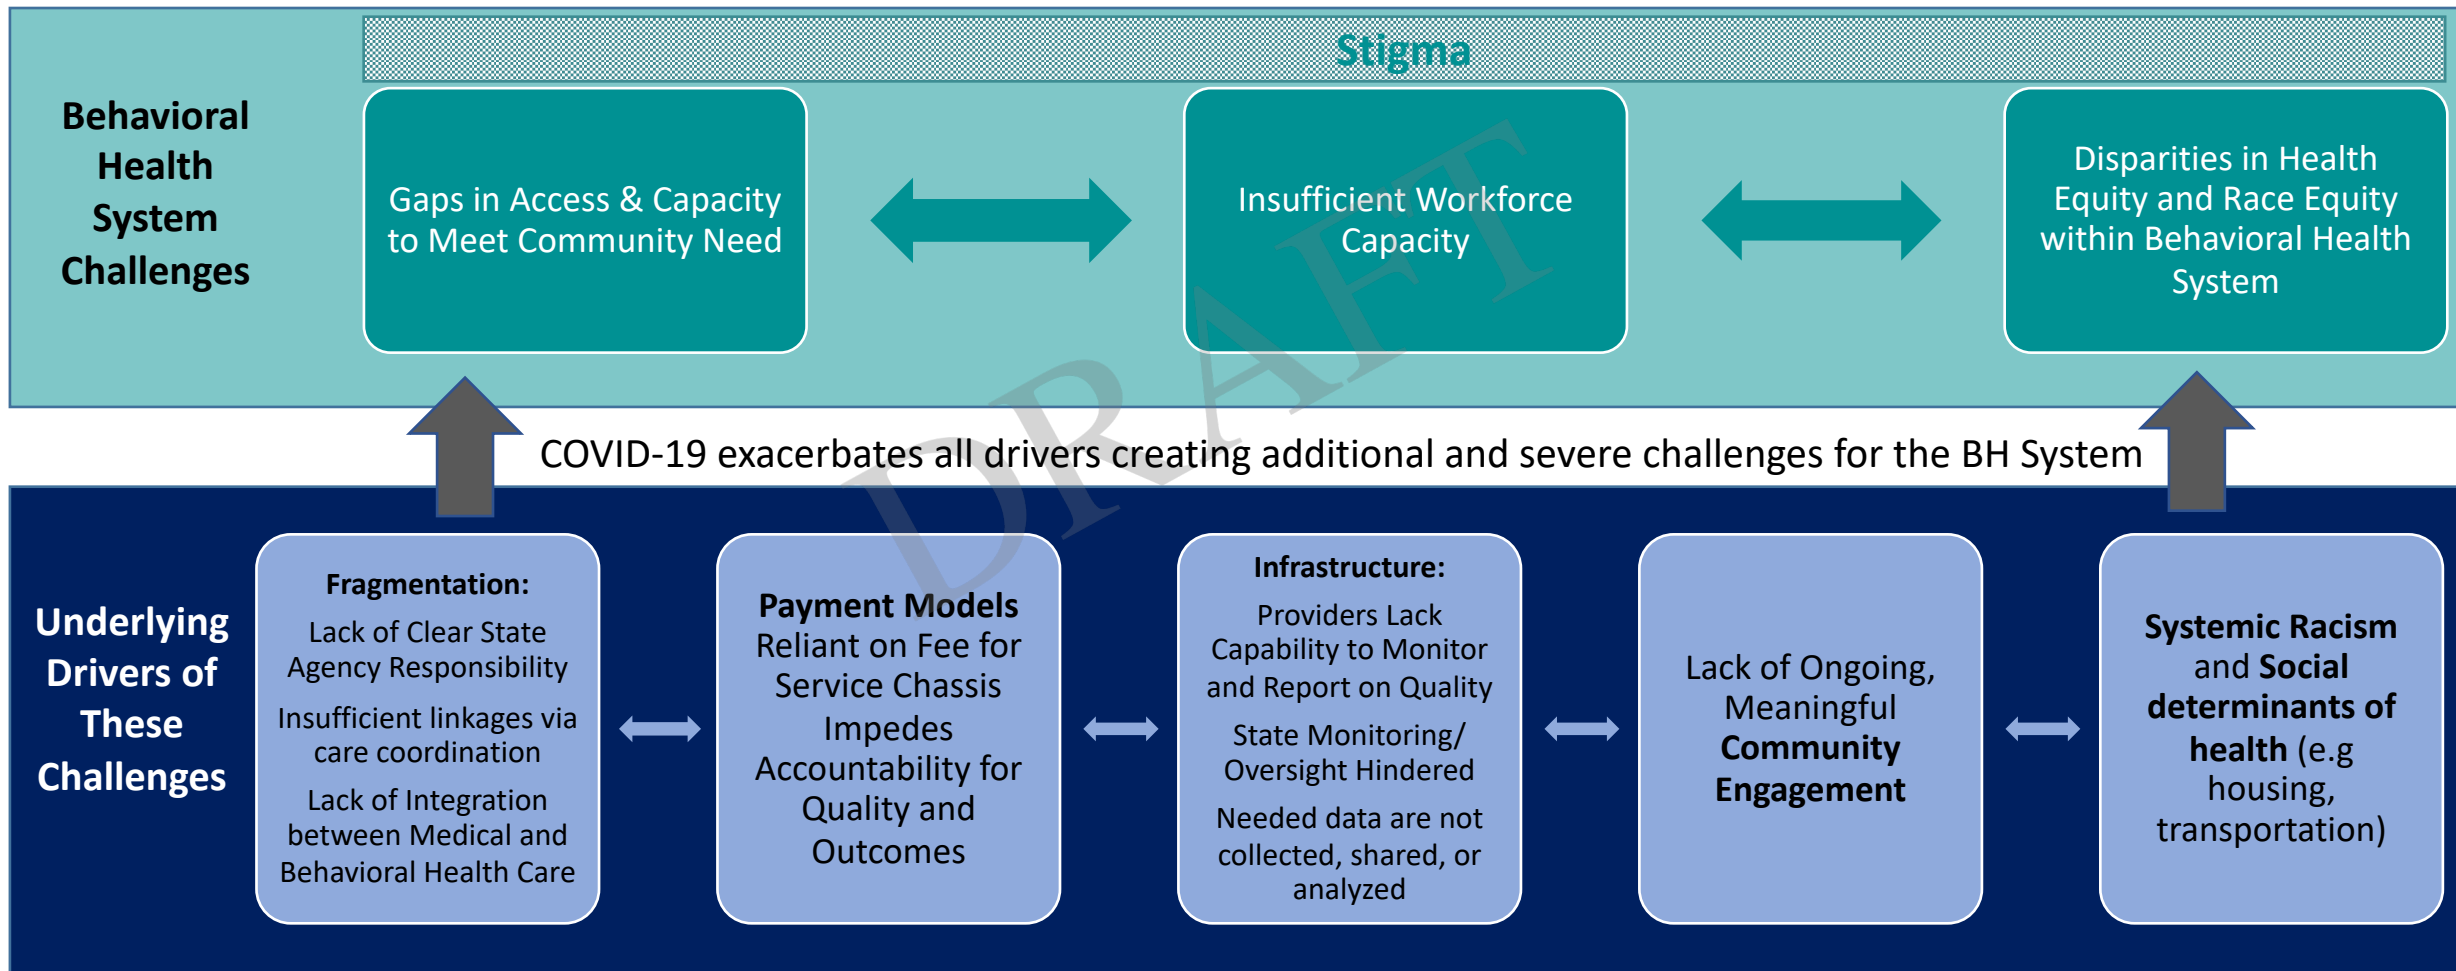 Stigma
Behavioral
Health
System
Challenges
Gaps in Access & Capacity
to Meet Community Need
Insufficient Workforce
Capacity
Disparities in Health
Equity and Race Equity
within Behavioral Health
System
DRAFT
COVID-19 exacerbates all drivers creating additional and severe challenges for the BH System
Underlying
Drivers of
These
Challenges
Fragmentation:
Lack of Clear State
Agency Responsibility
Insufficient linkages via
care coordination
Lack of Integration
between Medical and
Behavioral Health Care
Payment Models
Reliant on Fee for
Service Chassis
Impedes
Accountability for
Quality and
Outcomes
Infrastructure:
Providers Lack
Capability to Monitor
and Report on Quality
State Monitoring/
Oversight Hindered
Needed data are not
collected, shared, or
analyzed
Lack of Ongoing,
Meaningful
Community
Engagement
Systemic Racism
and Social
determinants of
health (e.g
housing,
transportation)